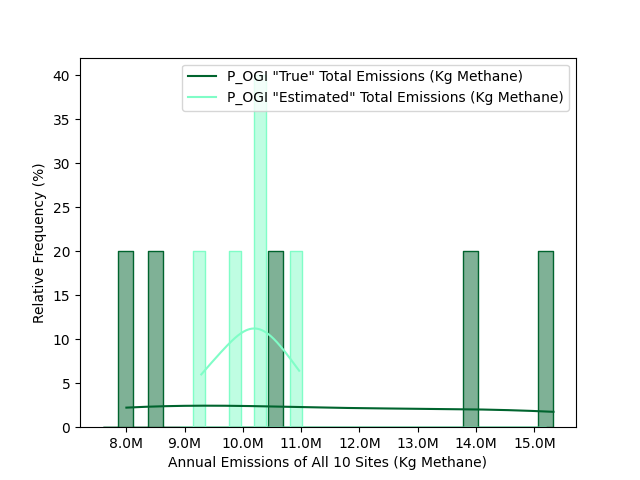 P_OGI "True" Total Emissions (Kg Methane)
P_OGI "Estimated" Total Emissions (Kg Methane)
40
35
30
25
20
15
10
5
0
Relative Frequency (%)
8.0M 9.0M 10.0M 11.0M 12.0M 13.0M 14.0M 15.0M
Annual Emissions of All 10 Sites (Kg Methane)